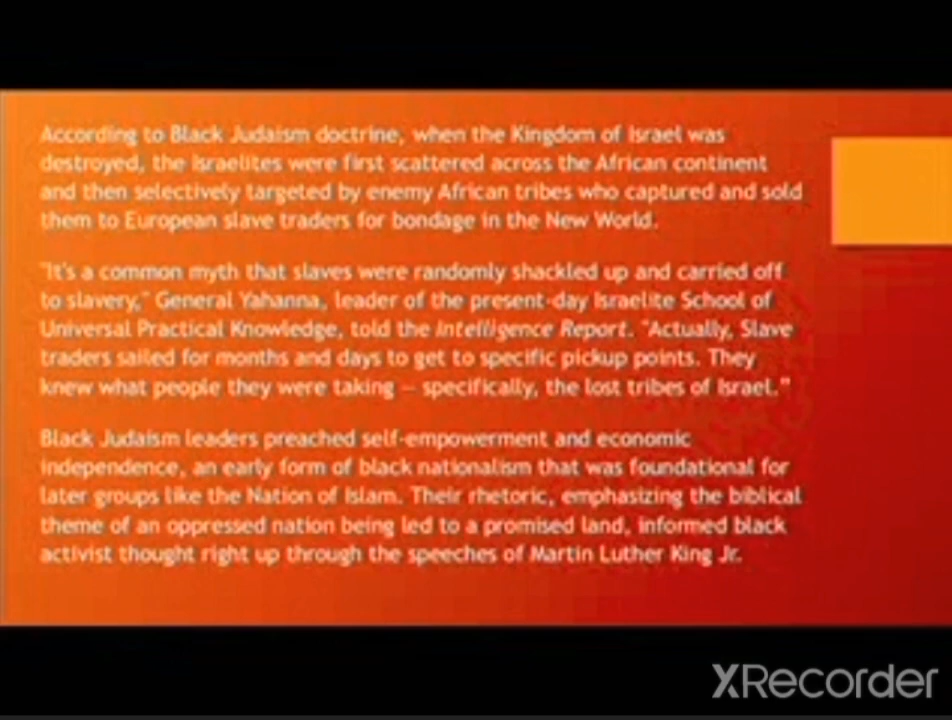 According to Black Judaism doctrine, when the Kingdom of Israel was
destroyed, the Israelites were first scattered across the African continent
and then selectively targeted by enemy African tribes who captured and sold
them to European slave traders for bondage in the New World.
"It's a common myth that slaves were randomly shackled up and carried off
to slavery," General Yahanna, leader of the present-day Israelite School of
Universal Practical Knowledge, told the Intelligence Report. "Actually, Slave
traders sailed for months and days to get to specific pickup points. They
knew what people they were taking — specifically, the lost tribes of Israel."
Black Judaism leaders preached self-empowerment and economic
independence, an early form of black nationalism that was foundational for
later groups like the Nation of Islam. Their rhetoric, emphasizing the biblical
theme of an oppressed nation being led to a promised land, informed black
activist thought right up through the speeches of Martin Luther King Jr.
XRecorder